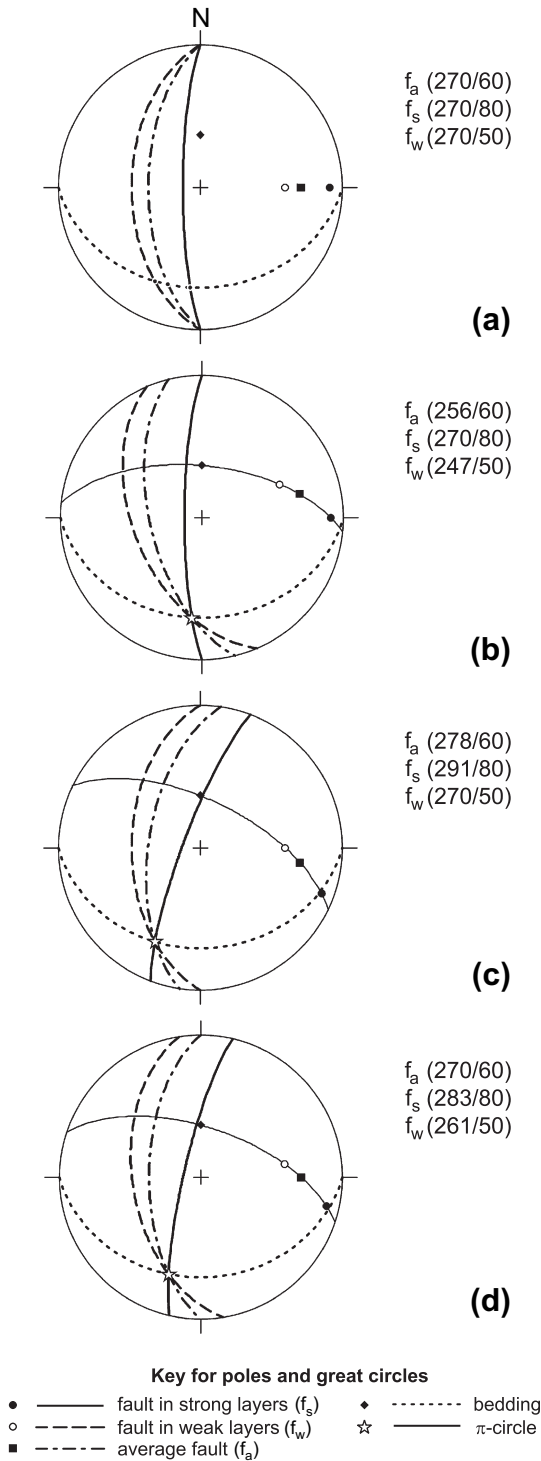 N
fa (270/60)
fs (270/80)
fw (270/50)
(a)
fa (256/60)
fs (270/80)
fw (247/50)
(b)
fa (278/60)
fs (291/80)
fw (270/50)
(c)
fa (270/60)
fs (283/80)
fw (261/50)
(d)
Key for poles and great circles
fault in strong layers (fs)
bedding
fault in weak layers (fw)
π-circle
average fault (fa)